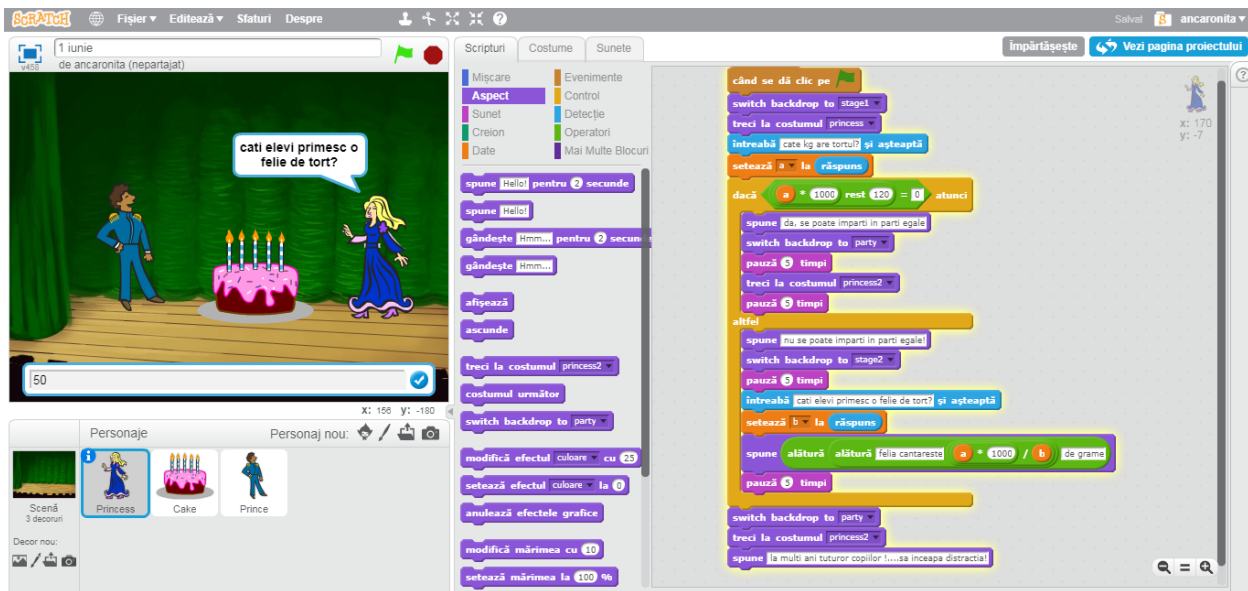 SCRATCH Fișier Editează Sfaturi Despre Salvat ancaronita
1 iunie
v458 de ancaronita (nepartajat)
cati elevi primesc o
felie de tort?
50
x: 156 y: -180
Personaje Personaj nou:
Scenă
3 decoruri
Princess Cake Prince
Decor nou:
Scripturi Costume Sunete
Mișcare Evenimente
Aspect Control
Sunet Detecție
Creion Operatori
Date Mai Multe Blocuri
spune Hello! pentru 2 secunde
spune Hello!
gândește Hmm... pentru 2 secun
gândește Hmm...
afișează
ascunde
treci la costumul princess2
costumul următor
switch backdrop to party
modifică efectul culoare cu 25
setează efectul culoare la 0
anulează efectele grafice
modifică mărimea cu 10
setează mărimea la 100 %
Împărtășește Vezi pagina proiectului
x: 170
y: -7
când se dă clic pe
switch backdrop to stage1
treci la costumul princess
întreabă cate kg are tortul? și așteaptă
setează a la răspuns
dacă a * 1000 rest 120 = 0 atunci
spune da, se poate imparti in parti egale
switch backdrop to party
pauză 5 timpi
treci la costumul princess2
pauză 5 timpi
altfel
spune nu se poate imparti in parti egale!
switch backdrop to stage2
pauză 5 timpi
întreabă cati elevi primesc o felie de tort? și așteaptă
setează b la răspuns
spune alătură alătură felia cantareste a * 1000 / b de grame
pauză 5 timpi
switch backdrop to party
treci la costumul princess2
spune la multi ani tuturor copiilor !....sa inceapa distractia!